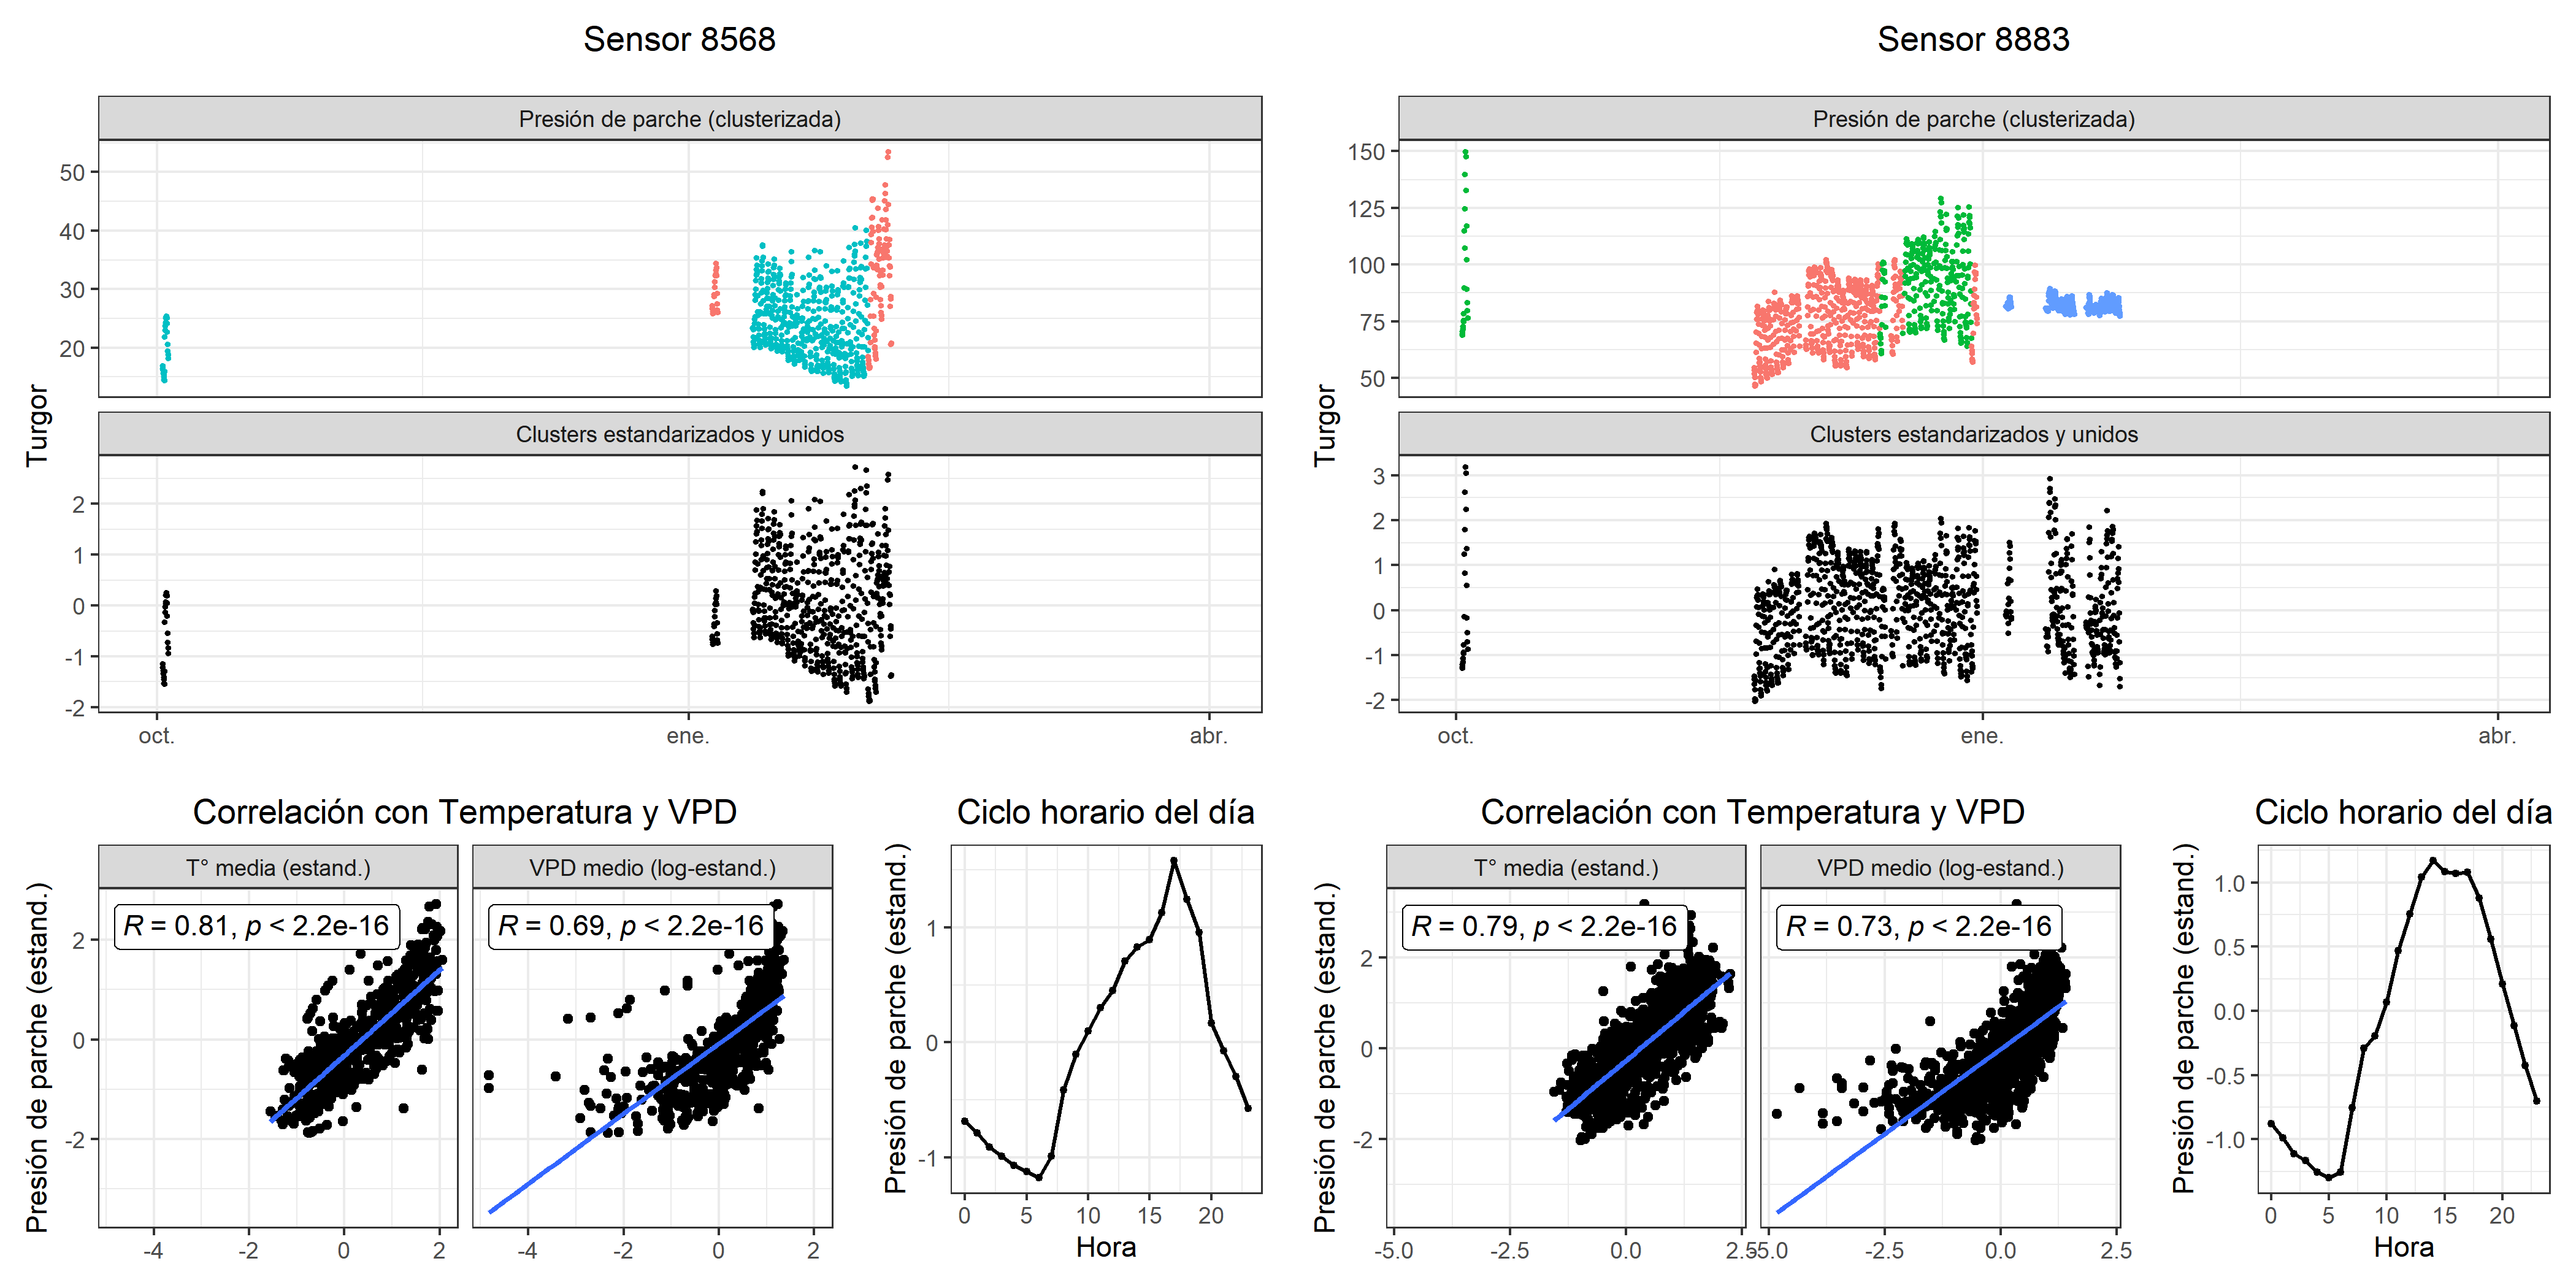 Sensor 8568
Presión de parche (clusterizada)
50
40
30
20
Turgor
Clusters estandarizados y unidos
2
1
0
-1
-2
oct.
ene.
abr.
Correlación con Temperatura y VPD
T° media (estand.)
VPD medio (log-estand.)
R = 0.81, p < 2.2e-16
R = 0.69, p < 2.2e-16
Presión de parche (estand.)
2
0
-2
-4
-2
0
2
-4
-2
0
2
Ciclo horario del día
Presión de parche (estand.)
1
0
-1
0
5
10
15
20
Hora
Sensor 8883
Presión de parche (clusterizada)
150
125
100
75
50
Turgor
Clusters estandarizados y unidos
3
2
1
0
-1
-2
oct.
ene.
abr.
Correlación con Temperatura y VPD
T° media (estand.)
VPD medio (log-estand.)
R = 0.79, p < 2.2e-16
R = 0.73, p < 2.2e-16
Presión de parche (estand.)
2
0
-2
-5.0
-2.5
0.0
2.5
-5.0
-2.5
0.0
2.5
Ciclo horario del día
Presión de parche (estand.)
1.0
0.5
0.0
-0.5
-1.0
0
5
10
15
20
Hora